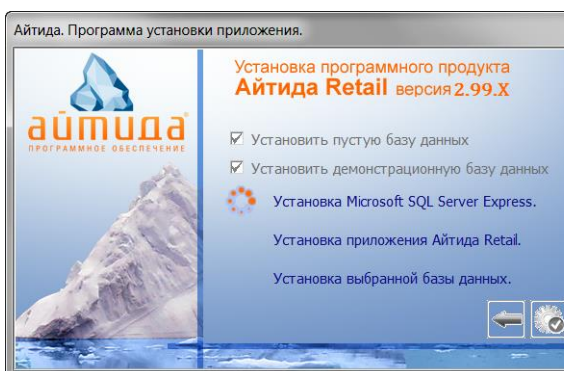 Айтида. Программа установки приложения.
айтида
ПРОГРАММНОЕ ОБЕСПЕЧЕНИЕ
Установка программного продукта
Айтида Retail версия 2.99.X
Установить пустую базу данных
Установить демонстрационную базу данных
Установка Microsoft SQL Server Express.
Установка приложения Айтида Retail.
Установка выбранной базы данных.